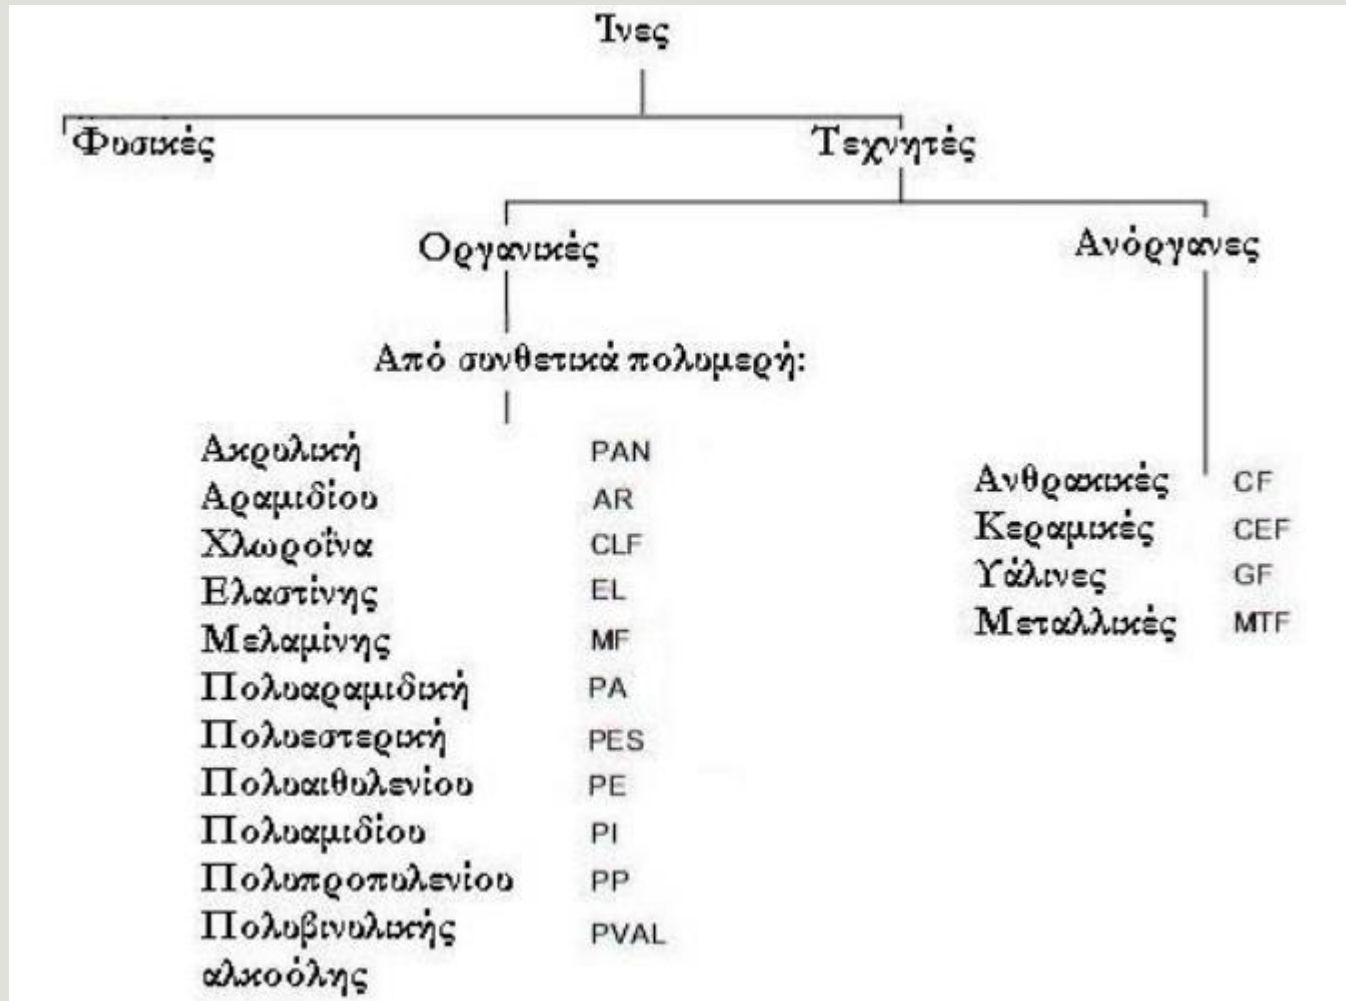 Ίνες
Φυσικές Τεχνητές
Οργανικές Ανόργανες
Από συνθετικά πολυμερή:
Ακρυλική PAN
Αραμιδίου AR
Χλωροΐνα CLF
Ελαστίνης EL
Μελαμίνης MF
Πολυαραμιδική PA
Πολυεστερική PES
Πολυαιθυλενίου PE
Πολυαμιδίου PI
Πολυπροπυλενίου PP
Πολυβινυλικής PVAL
αλκοόλης
Ανθρακικές CF
Κεραμικές CEF
Υάλινες GF
Μεταλλικές MTF